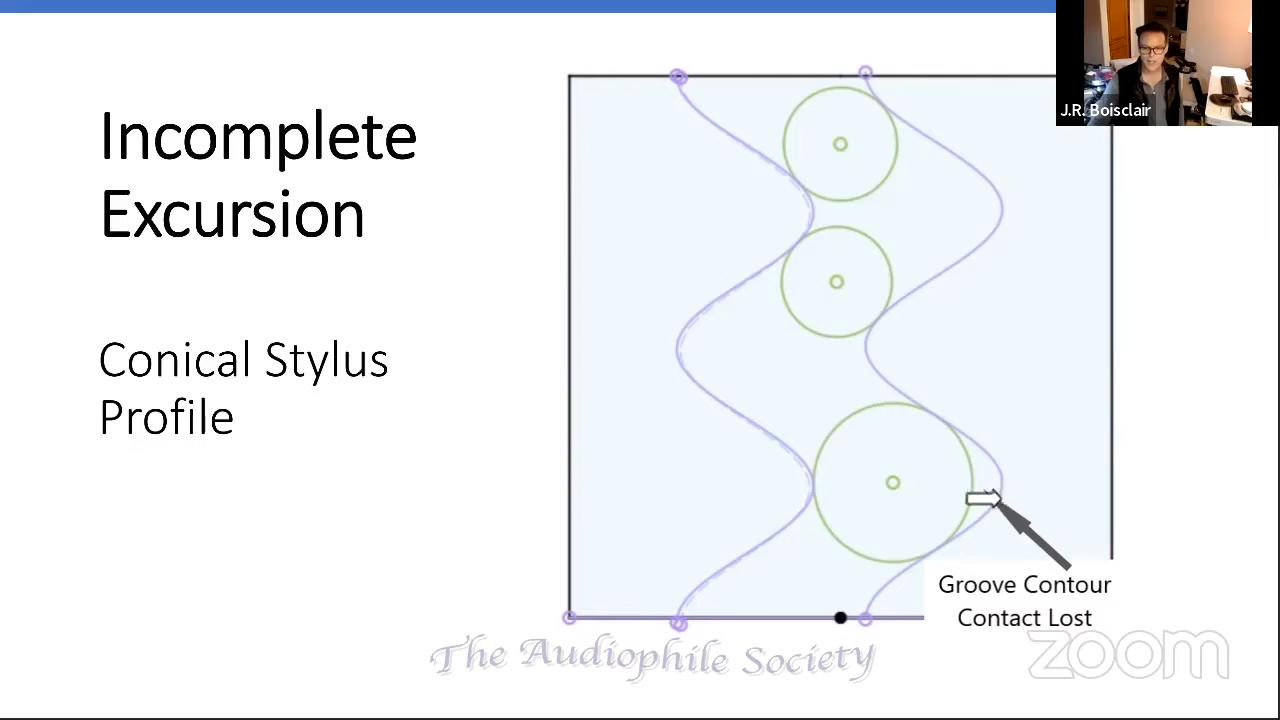 Incomplete
Excursion
Conical Stylus
Profile
J.R. Boisclair
Groove Contour
Contact Lost
The Audiophile Society
zoom